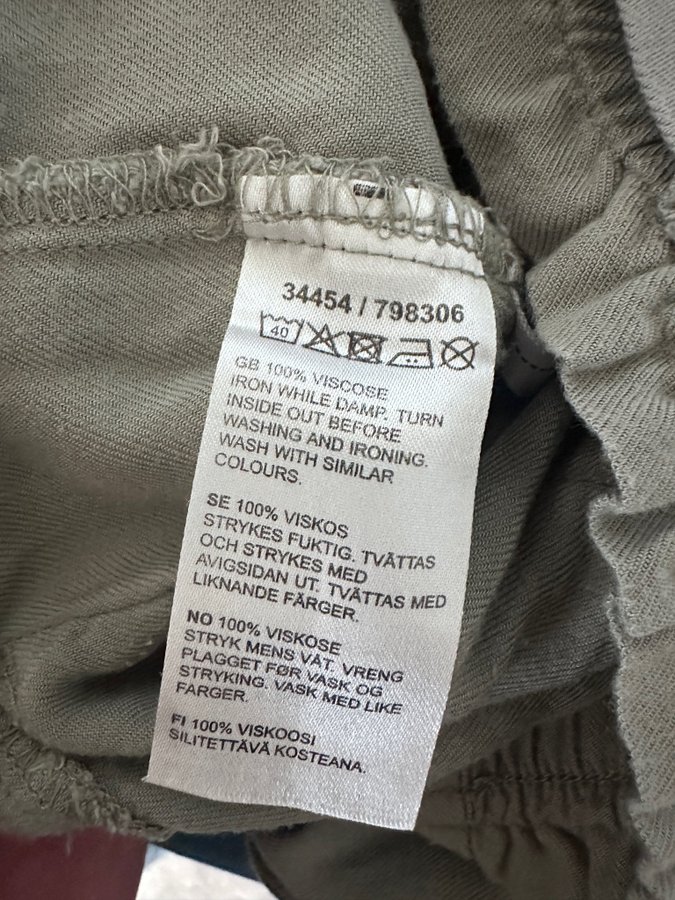 34454 / 798306
40
GB 100% VISCOSE
IRON WHILE DAMP. TURN
INSIDE OUT BEFORE
WASHING AND IRONING.
WASH WITH SIMILAR
COLOURS.
SE 100% VISKOS
STRYKES FUKTIG. TVÄTTAS
OCH STRYKES MED
AVIGSIDAN UT. TVÄTTAS MED
LIKNANDE FÄRGER.
NO 100% VISKOSE
STRYK MENS VÅT. VRENG
PLAGGET FØR VASK OG
STRYKING. VASK MED LIKE
FARGER.
FI 100% VISKOOSI
SILITETTÄVÄ KOSTEANA.